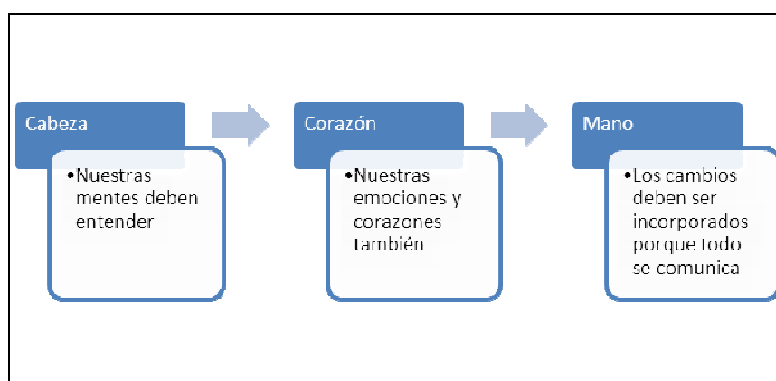 Cabeza
•Nuestras
mentes deben
entender
Corazón
•Nuestras
emociones y
corazones
también
Mano
•Los cambios
deben ser
incorporados
porque todo
se comunica